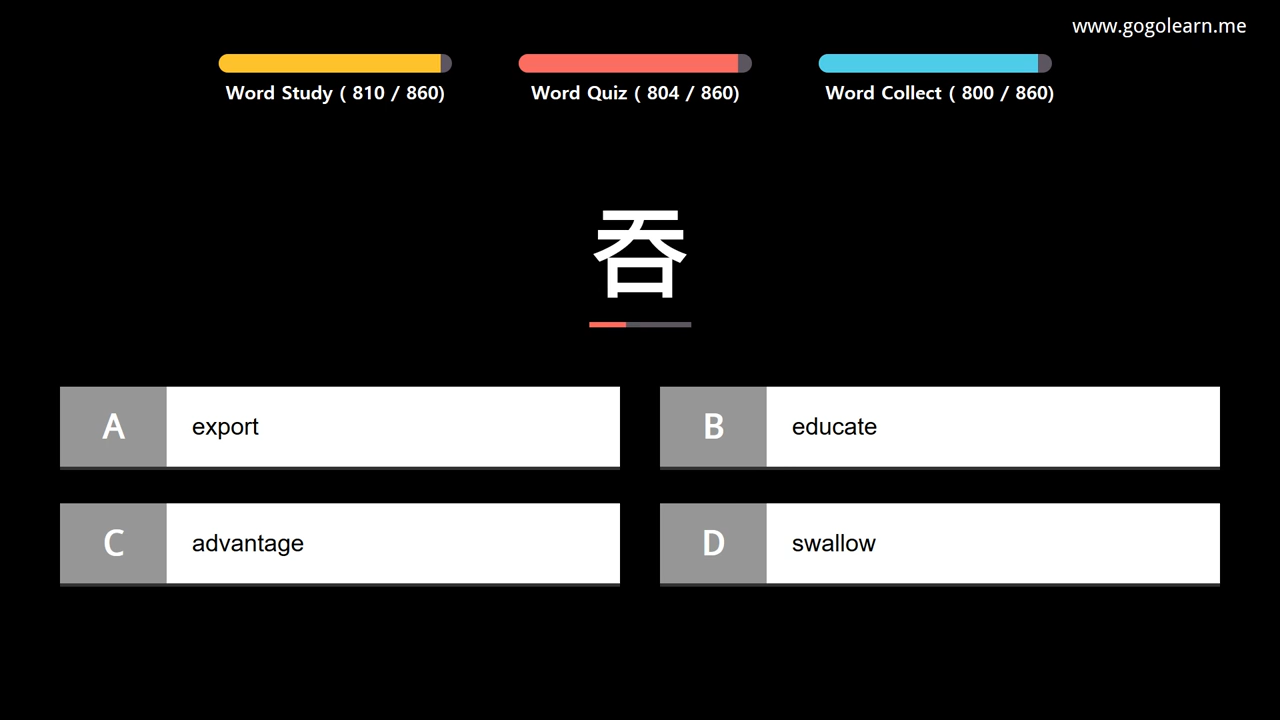 www.gogolearn.me
Word Study ( 810 / 860)
Word Quiz ( 804 / 860)
Word Collect ( 800 / 860)
吞
A export
B educate
C advantage
D swallow